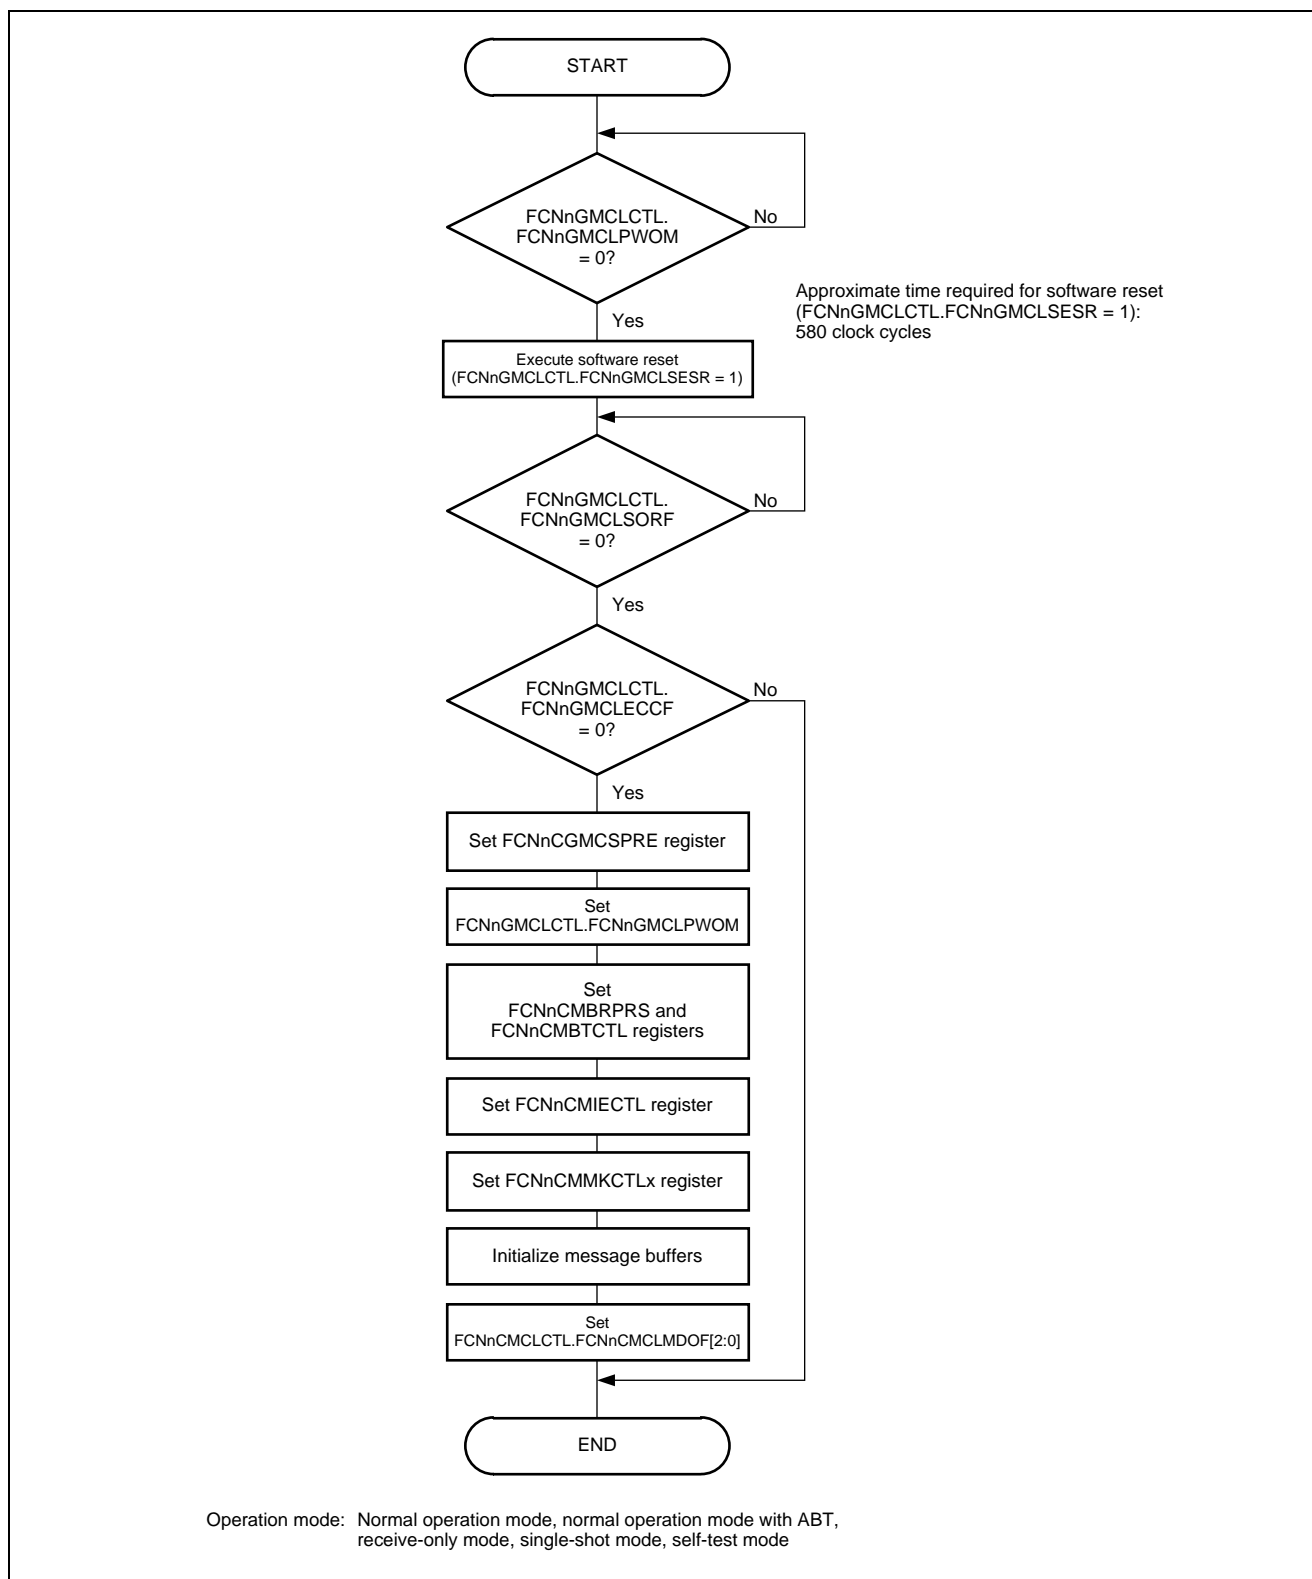 START
FCNnGMCLCTL.
FCNnGMCLPWOM
= 0?
No
Approximate time required for software reset
(FCNnGMCLCTL.FCNnGMCLSESR = 1):
580 clock cycles
Yes
Execute software reset
(FCNnGMCLCTL.FCNnGMCLSESR = 1)
FCNnGMCLCTL.
FCNnGMCLSORF
= 0?
No
Yes
FCNnGMCLCTL.
FCNnGMCLECCF
= 0?
No
Yes
Set FCNnCGMCSPRE register
Set
FCNnGMCLCTL.FCNnGMCLPWOM
Set
FCNnCMBRPRS and
FCNnCMBTCTL registers
Set FCNnCMIECTL register
Set FCNnCMMKCTLx register
Initialize message buffers
Set
FCNnCMCLCTL.FCNnCMCLMDOF[2:0]
END
Operation mode: Normal operation mode, normal operation mode with ABT,
receive-only mode, single-shot mode, self-test mode